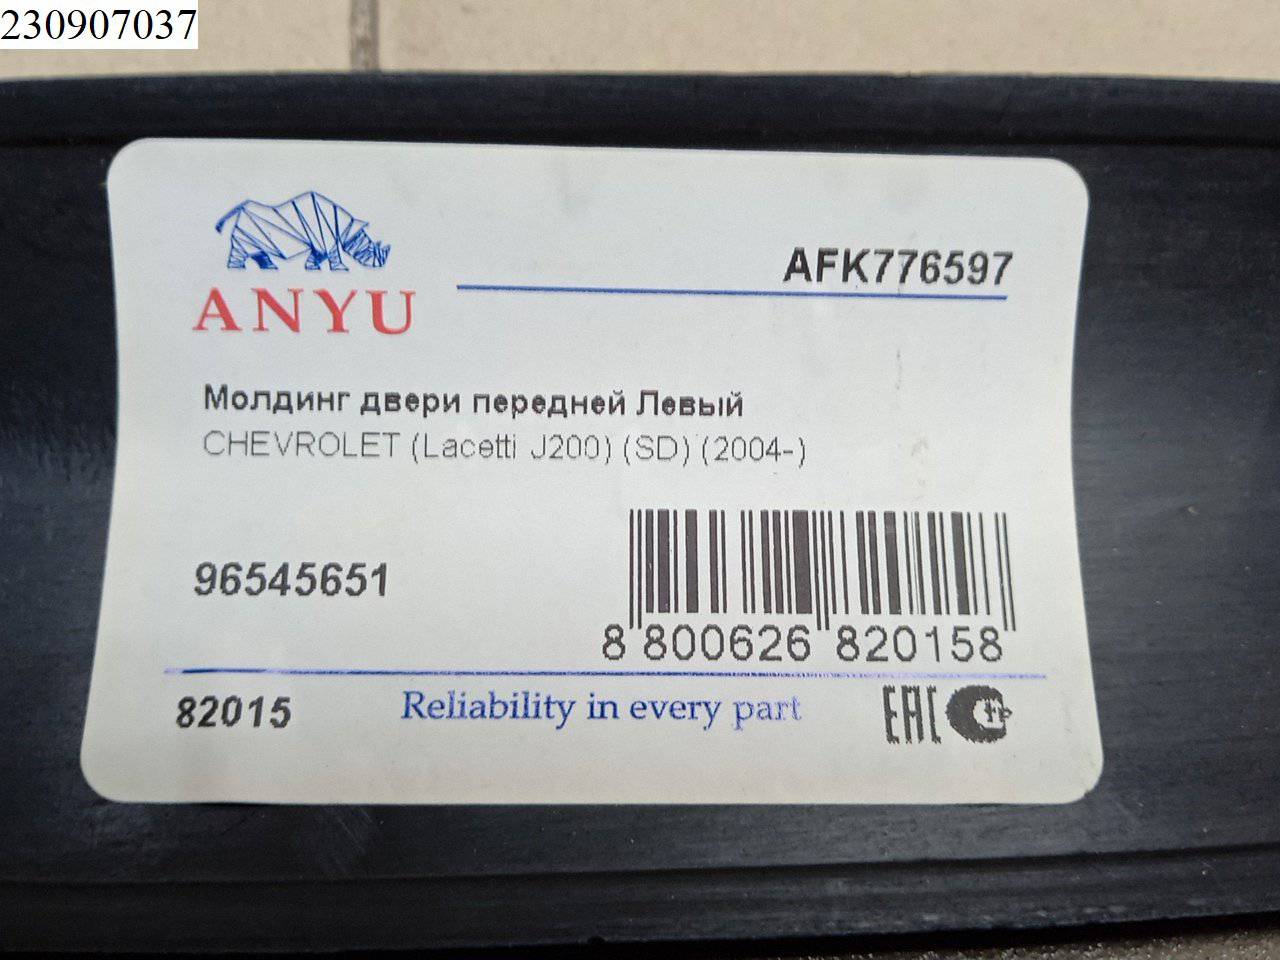 230907037
ANYU
AFK776597
Молдинг двери передней Левый
CHEVROLET (Lacetti J200) (SD) (2004-)
96545651
8 800626 820158
82015
Reliability in every part
EAC